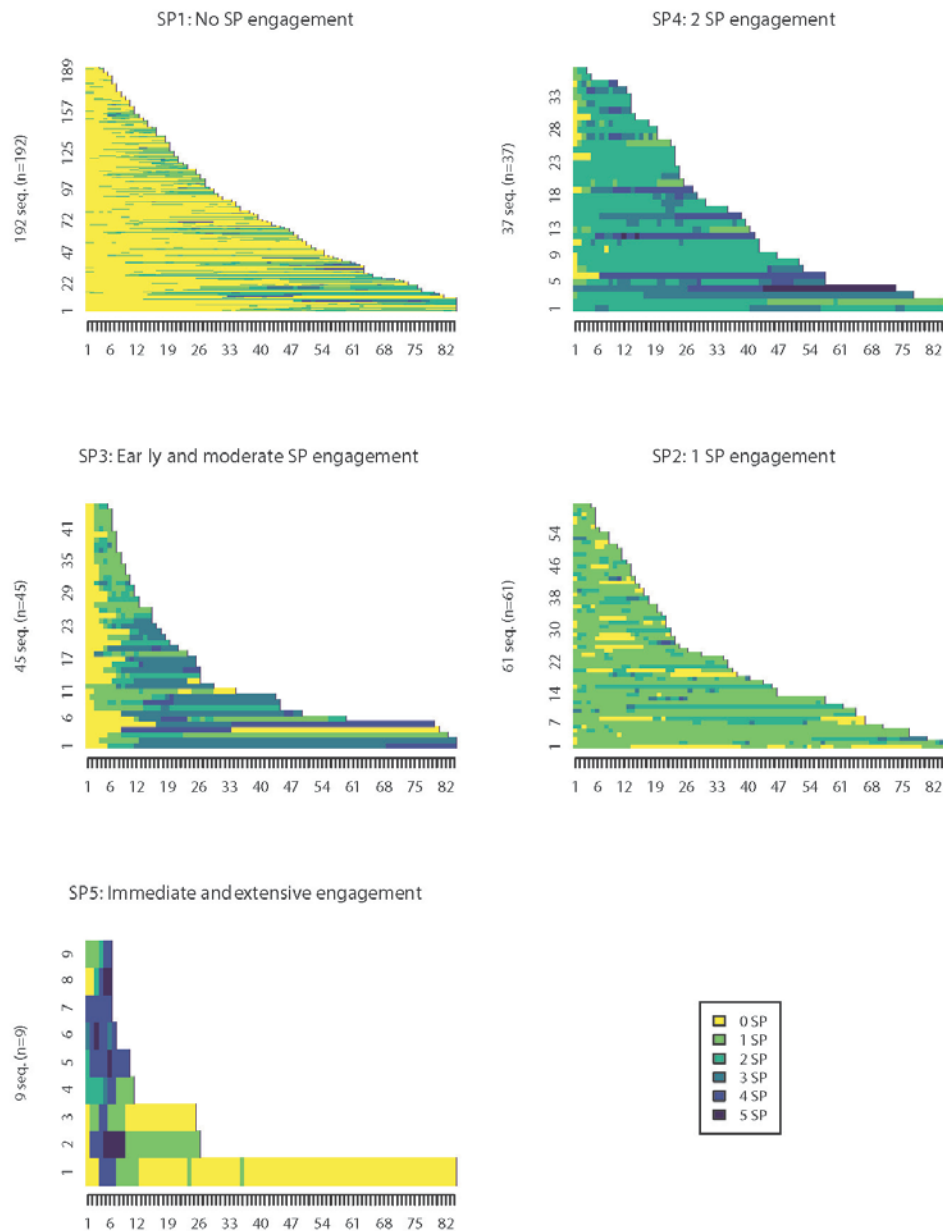 SP1: No SP engagement
192 seq. (n=192)
189
157
125
97
72
47
22
1
1 6 12 19 26 33 40 47 54 61 68 75 82
SP4: 2 SP engagement
37 seq. (n=37)
33
28
23
18
13
9
5
1
1 6 12 19 26 33 40 47 54 61 68 75 82
SP3: Ear ly and moderate SP engagement
45 seq. (n=45)
41
35
29
23
17
11
6
1
1 6 12 19 26 33 40 47 54 61 68 75 82
SP2: 1 SP engagement
61 seq. (n=61)
54
46
38
30
22
14
7
1
1 6 12 19 26 33 40 47 54 61 68 75 82
SP5: Immediate and extensive engagement
9 seq. (n=9)
9
8
7
6
5
4
3
2
1
1 6 12 19 26 33 40 47 54 61 68 75 82
0 SP
1 SP
2 SP
3 SP
4 SP
5 SP